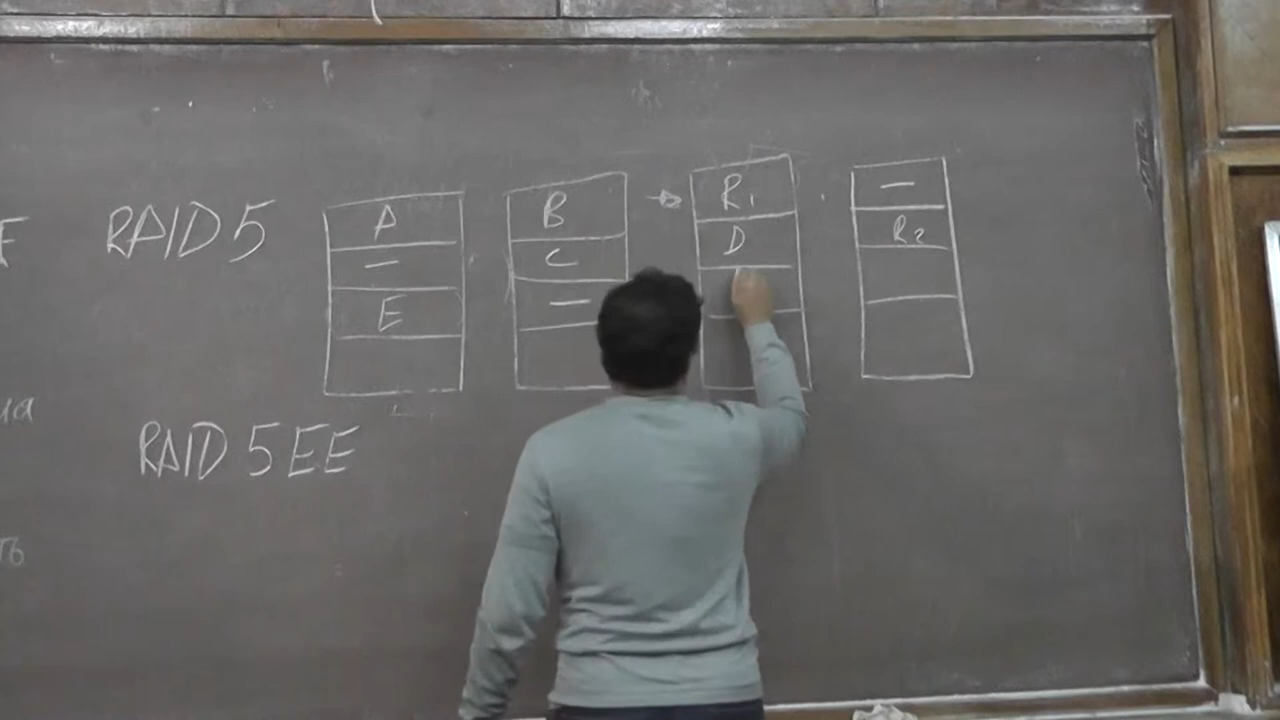 RAID 5
A B R1 –
– C D R2
E –
RAID 5EE